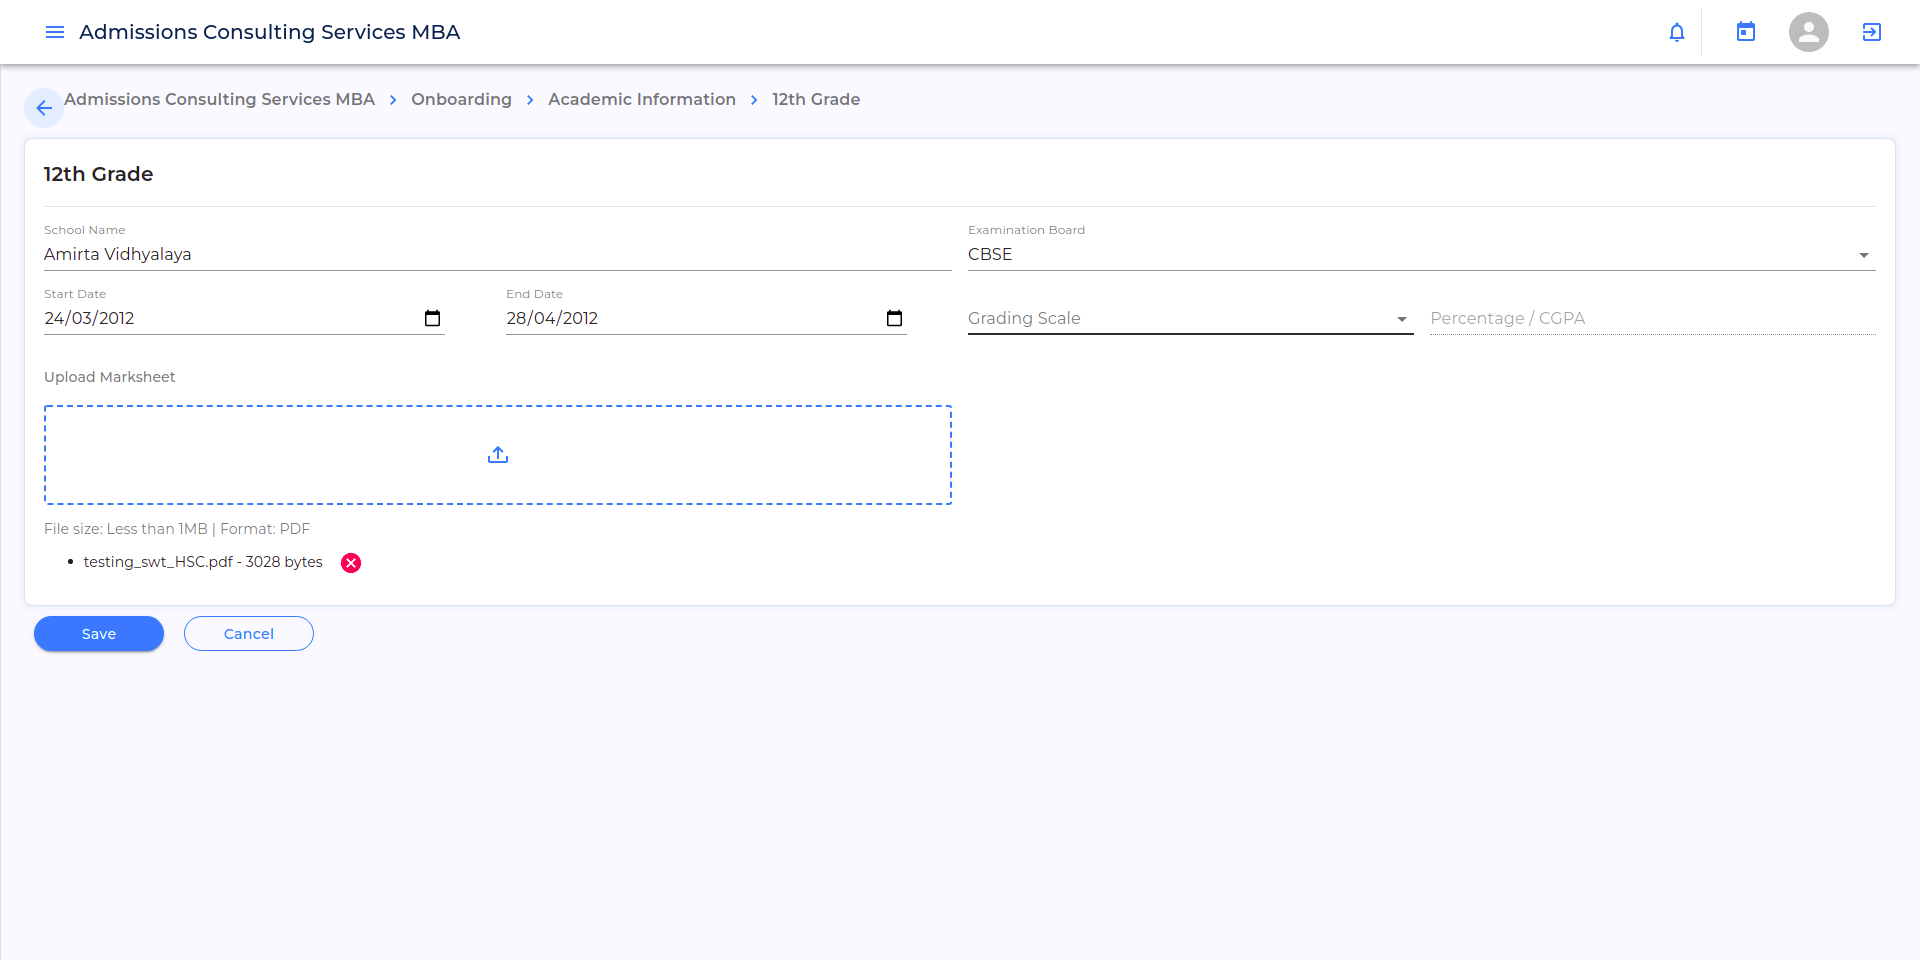 Admissions Consulting Services MBA
Admissions Consulting Services MBA > Onboarding > Academic Information > 12th Grade
12th Grade
School Name
Amirta Vidhyalaya
Examination Board
CBSE
Start Date
24/03/2012
End Date
28/04/2012
Grading Scale
Percentage / CGPA
Upload Marksheet
File size: Less than 1MB | Format: PDF
• testing_swt_HSC.pdf - 3028 bytes
Save
Cancel